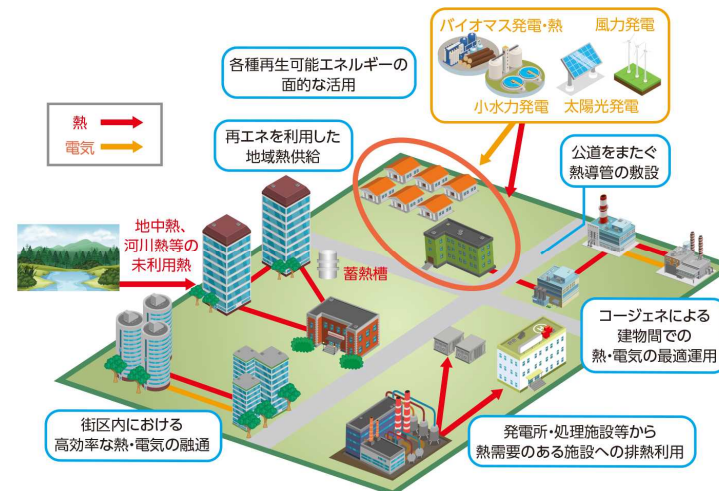 バイオマス発電・熱
風力発電
小水力発電
太陽光発電
各種再生可能エネルギーの
面的な活用
熱
電気
再エネを利用した
地域熱供給
公道をまたぐ
熱導管の敷設
地中熱、
河川熱等の
未利用熱
蓄熱槽
コージェネによる
建物間での
熱・電気の最適運用
街区内における
高効率な熱・電気の融通
発電所・処理施設等から
熱需要のある施設への排熱利用